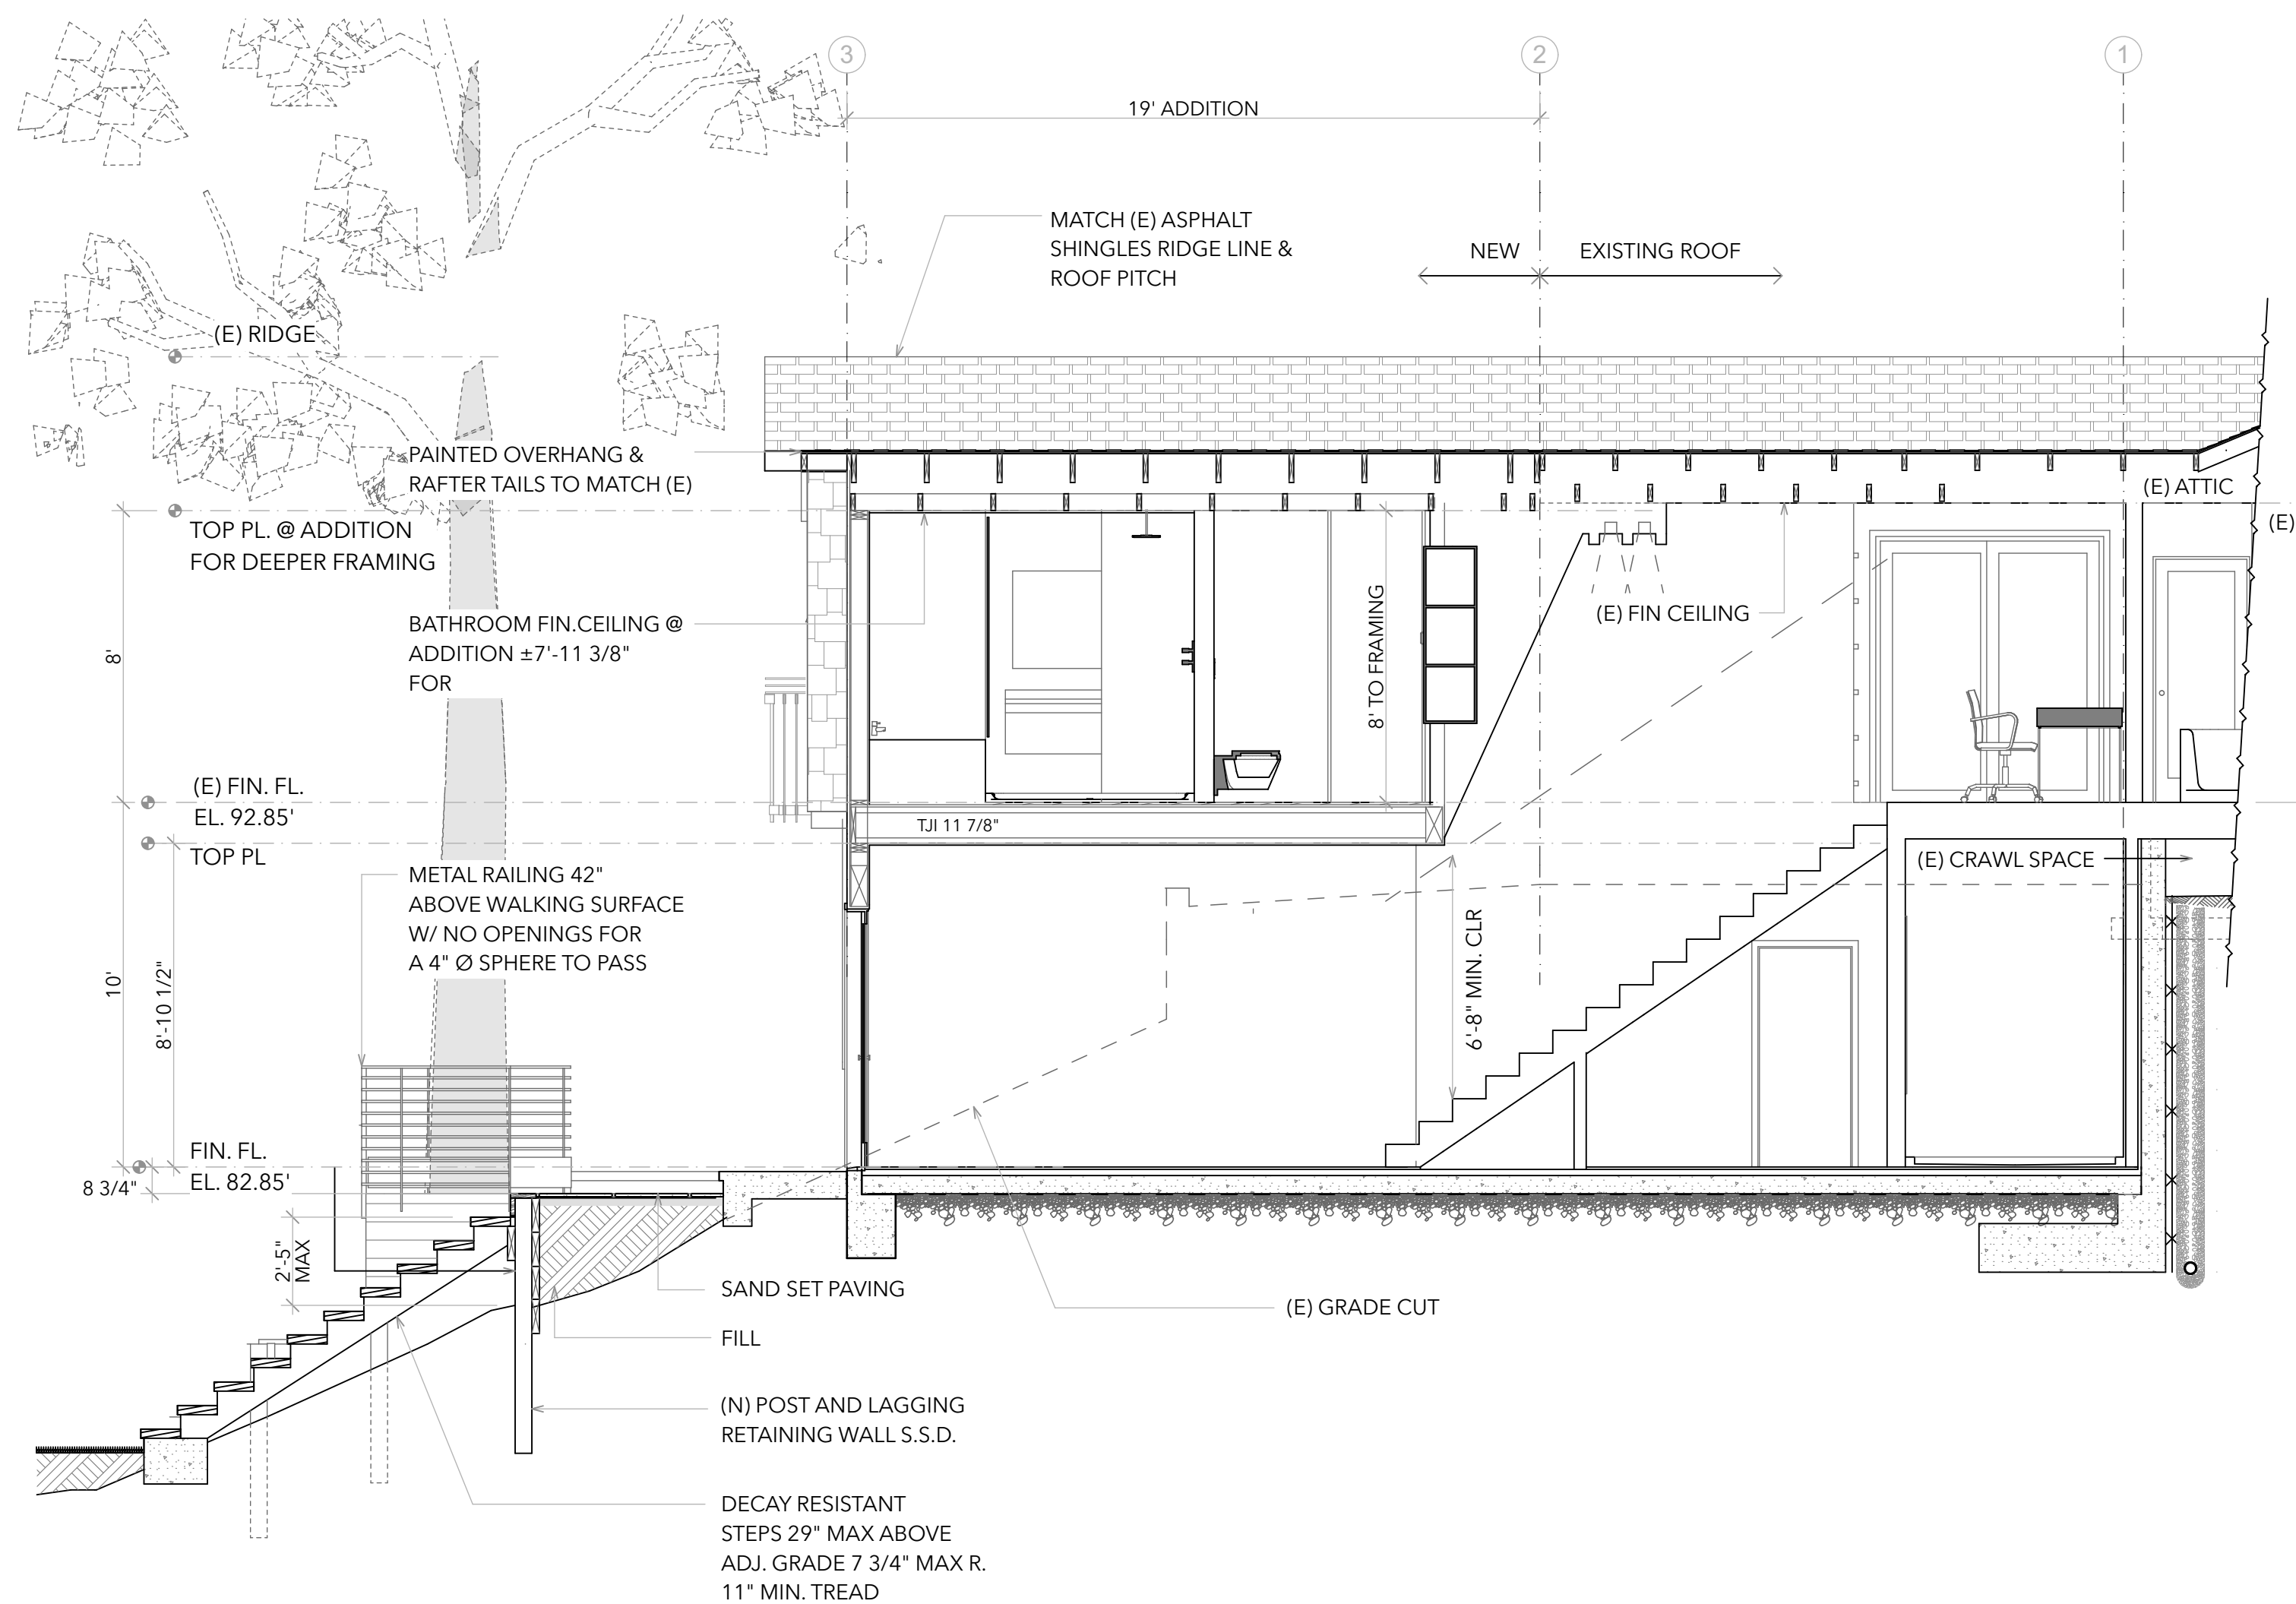 3
2
1
19' ADDITION
MATCH (E) ASPHALT
SHINGLES RIDGE LINE &
ROOF PITCH
NEW
EXISTING ROOF
(E) RIDGE
PAINTED OVERHANG &
RAFTER TAILS TO MATCH (E)
(E) ATTIC
(E)
TOP PL. @ ADDITION
FOR DEEPER FRAMING
BATHROOM FIN.CEILING @
ADDITION ±7'-11 3/8"
FOR
8'
8' TO FRAMING
(E) FIN CEILING
(E) FIN. FL.
EL. 92.85'
TJI 11 7/8"
TOP PL
(E) CRAWL SPACE
METAL RAILING 42"
ABOVE WALKING SURFACE
W/ NO OPENINGS FOR
A 4" Ø SPHERE TO PASS
10'
8'-10 1/2"
6'-8" MIN. CLR
FIN. FL.
EL. 82.85'
8 3/4"
2'-5"
MAX
SAND SET PAVING
(E) GRADE CUT
FILL
(N) POST AND LAGGING
RETAINING WALL S.S.D.
DECAY RESISTANT
STEPS 29" MAX ABOVE
ADJ. GRADE 7 3/4" MAX R.
11" MIN. TREAD